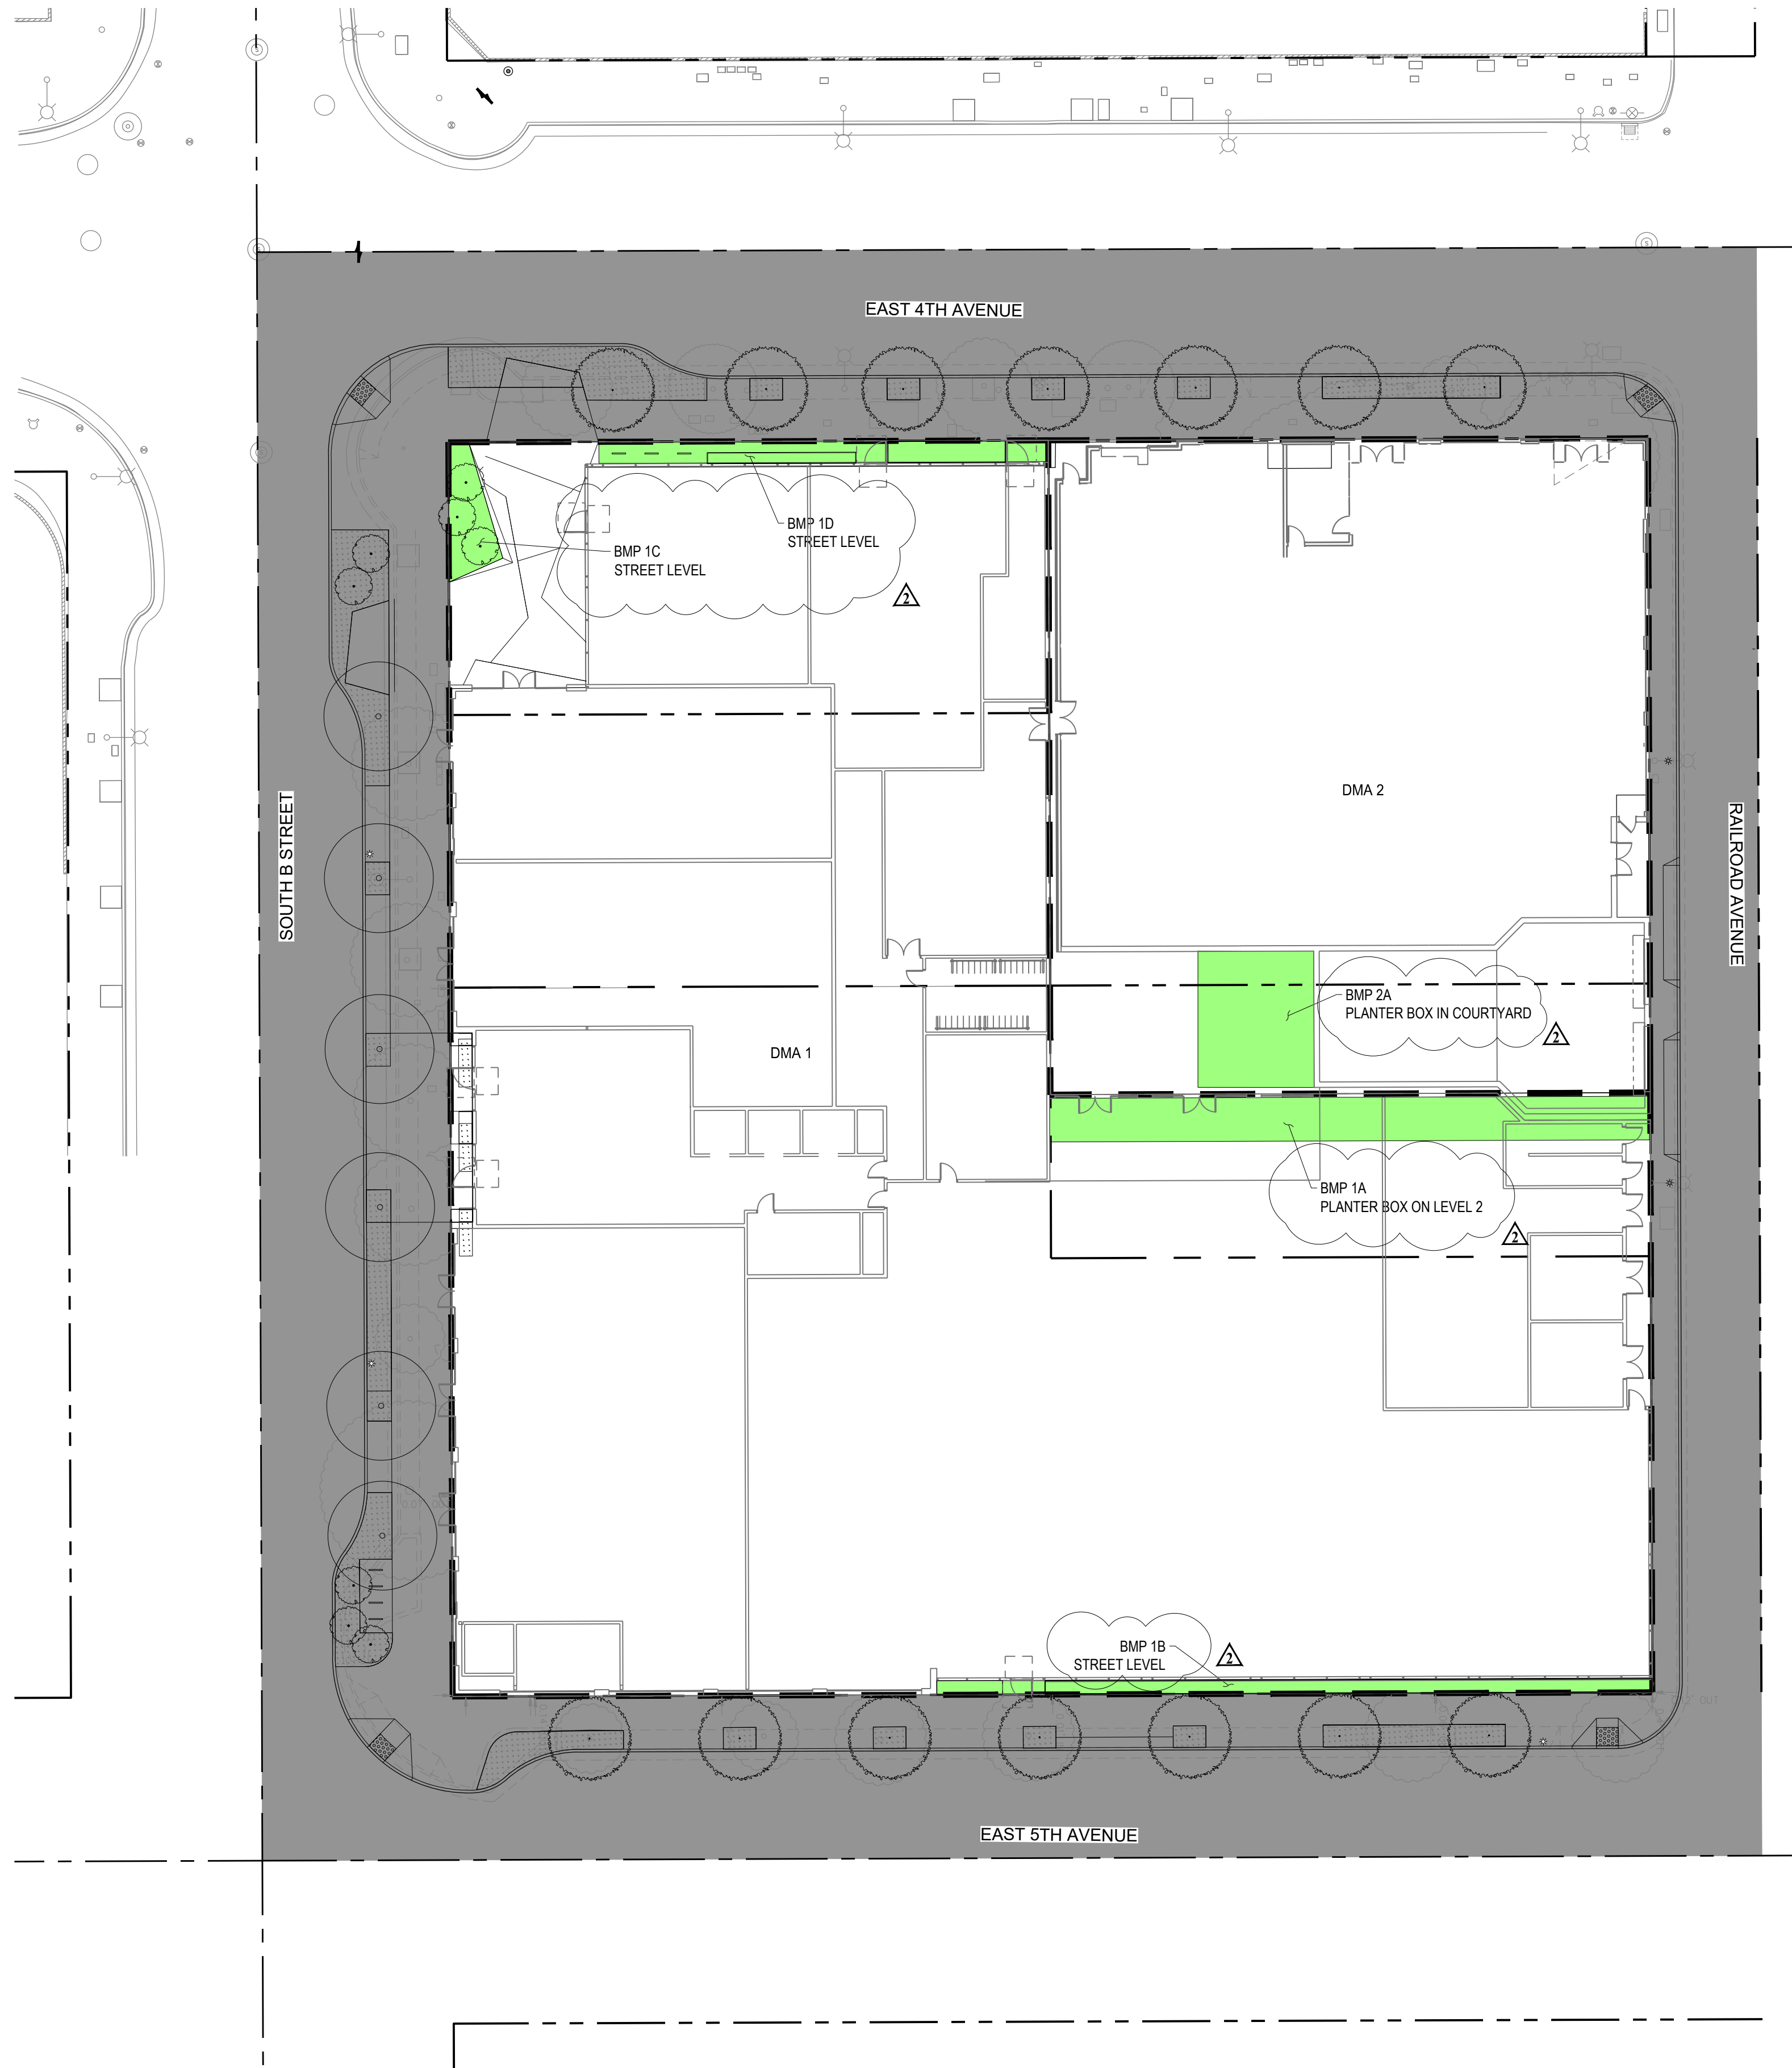 EAST 4TH AVENUE
BMP 1D
STREET LEVEL
BMP 1C
STREET LEVEL
2
DMA 2
SOUTH B STREET
RAILROAD AVENUE
BMP 2A
PLANTER BOX IN COURTYARD
2
DMA 1
BMP 1A
PLANTER BOX ON LEVEL 2
2
BMP 1B
STREET LEVEL
2
EAST 5TH AVENUE